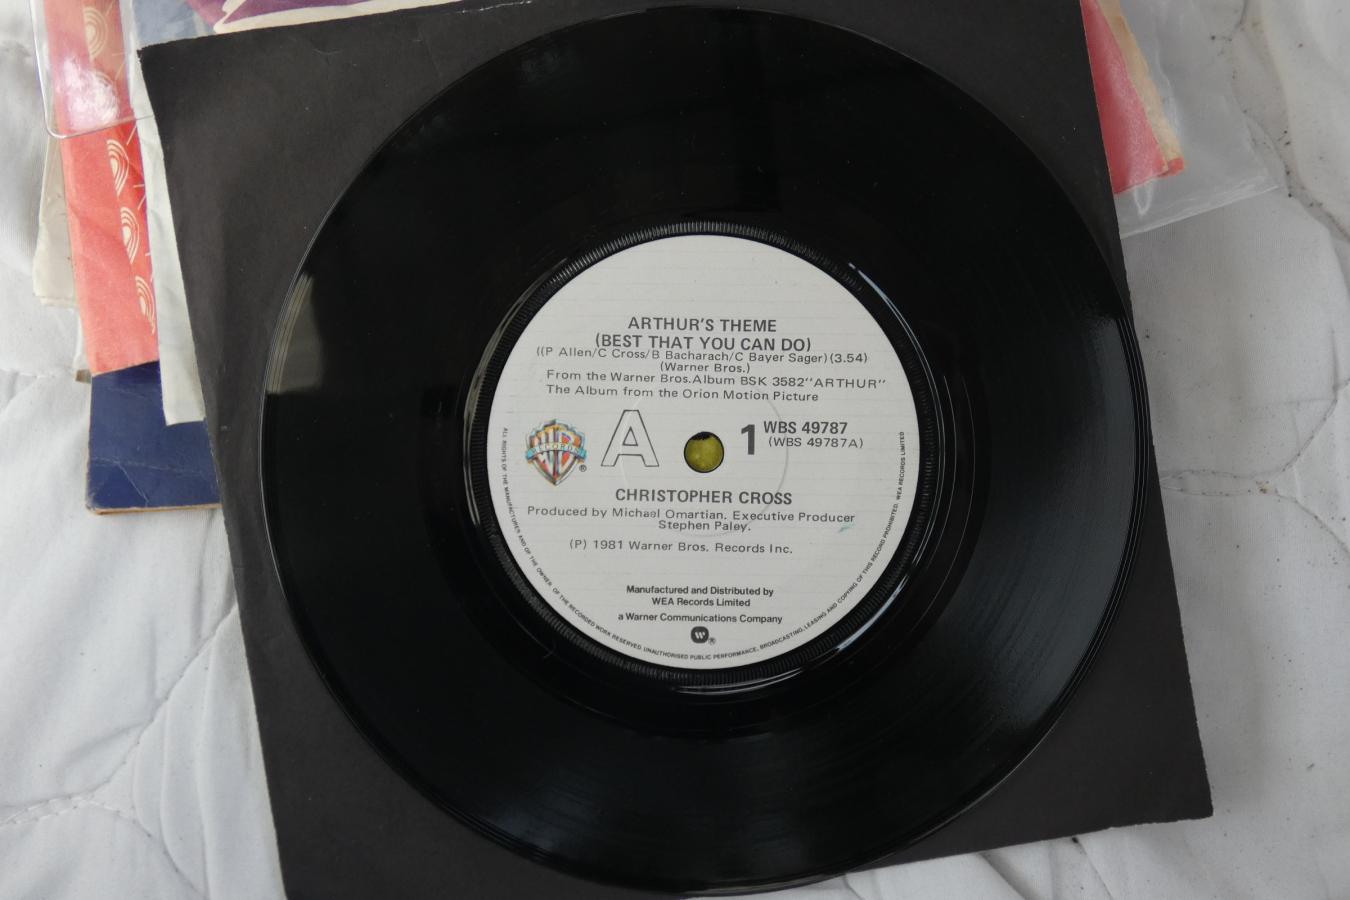 ARTHUR'S THEME
(BEST THAT YOU CAN DO)
((P Allen/C Cross/B Bacharach/C Bayer Sager)(3.54)
(Warner Bros.)
From the Warner Bros.Album BSK 3582"ARTHUR"
The Album from the Orion Motion Picture
WB
RECORDS
®
A
1
WBS 49787
(WBS 49787A)
CHRISTOPHER CROSS
Produced by Michael Omartian. Executive Producer
Stephen Paley.
(P) 1981 Warner Bros. Records Inc.
Manufactured and Distributed by
WEA Records Limited
a Warner Communications Company
W®
ALL RIGHTS OF THE MANUFACTURER AND OF THE OWNER OF THE RECORDED WORK RESERVED. UNAUTHORISED PUBLIC PERFORMANCE, BROADCASTING, LEASING AND COPYING OF THIS RECORD PROHIBITED. WEA RECORDS LIMITED